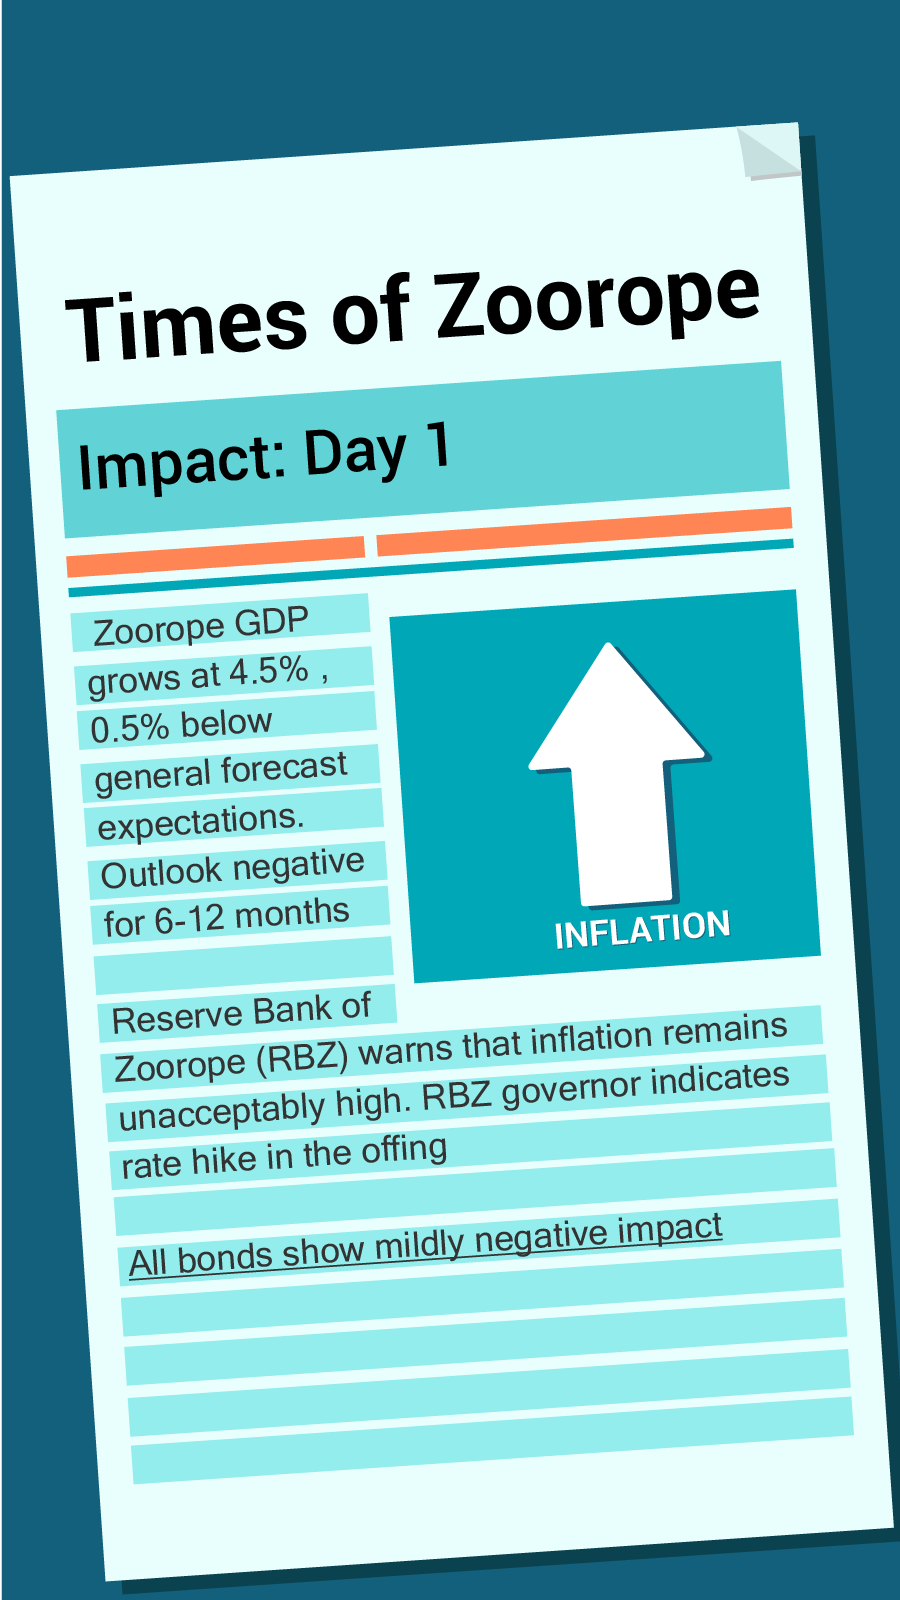 Times of Zoorope
Impact: Day 1
Zoorope GDP
grows at 4.5% ,
0.5% below
general forecast
expectations.
Outlook negative
for 6-12 months
INFLATION
Reserve Bank of
Zoorope (RBZ) warns that inflation remains
unacceptably high. RBZ governor indicates
rate hike in the offing
All bonds show mildly negative impact